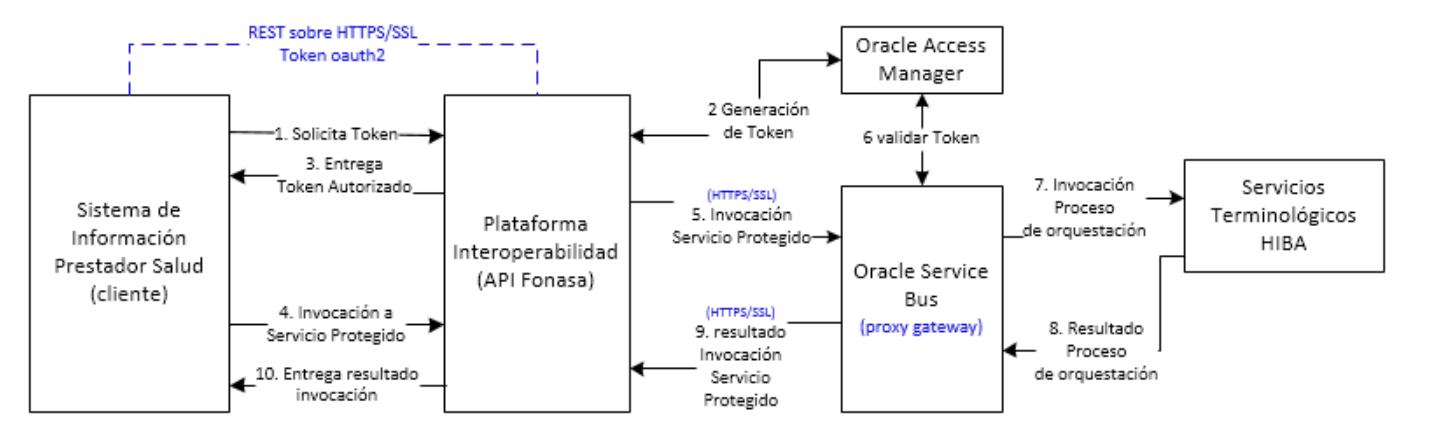 REST sobre HTTPS/SSL
Token oauth2
Sistema de
Información
Prestador Salud
(cliente)
1. Solicita Token
3. Entrega
Token Autorizado
4. Invocación a
Servicio Protegido
10. Entrega resultado
invocación
Plataforma
Interoperabilidad
(API Fonasa)
2 Generación
de Token
Oracle Access
Manager
6 validar Token
(HTTPS/SSL)
5. Invocación
Servicio Protegido
(HTTPS/SSL)
9. resultado
Invocación
Servicio
Protegido
Oracle Service
Bus
(proxy gateway)
7. Invocación
Proceso
de orquestación
8. Resultado
Proceso
de orquestación
Servicios
Terminológicos
HIBA